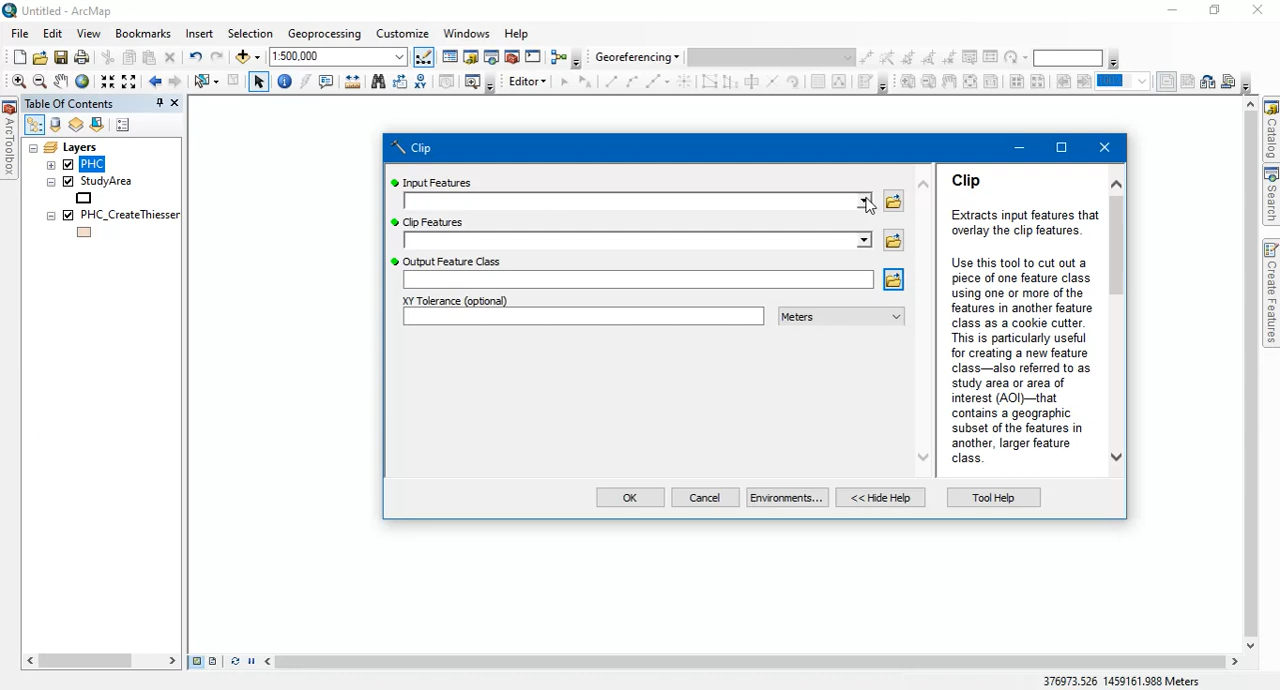 Untitled - ArcMap
File Edit View Bookmarks Insert Selection Geoprocessing Customize Windows Help
1:500,000 Georeferencing
Editor
ArcToolbox
Table Of Contents
Layers
PHC
StudyArea
PHC_CreateThiesser
Clip
Input Features
Clip Features
Output Feature Class
XY Tolerance (optional)
Meters
OK Cancel Environments... << Hide Help Tool Help
Clip
Extracts input features that
overlay the clip features.
Use this tool to cut out a
piece of one feature class
using one or more of the
features in another feature
class as a cookie cutter.
This is particularly useful
for creating a new feature
class—also referred to as
study area or area of
interest (AOI)—that
contains a geographic
subset of the features in
another, larger feature
class.
Catalog
Search
Create Features
376973.526 1459161.988 Meters